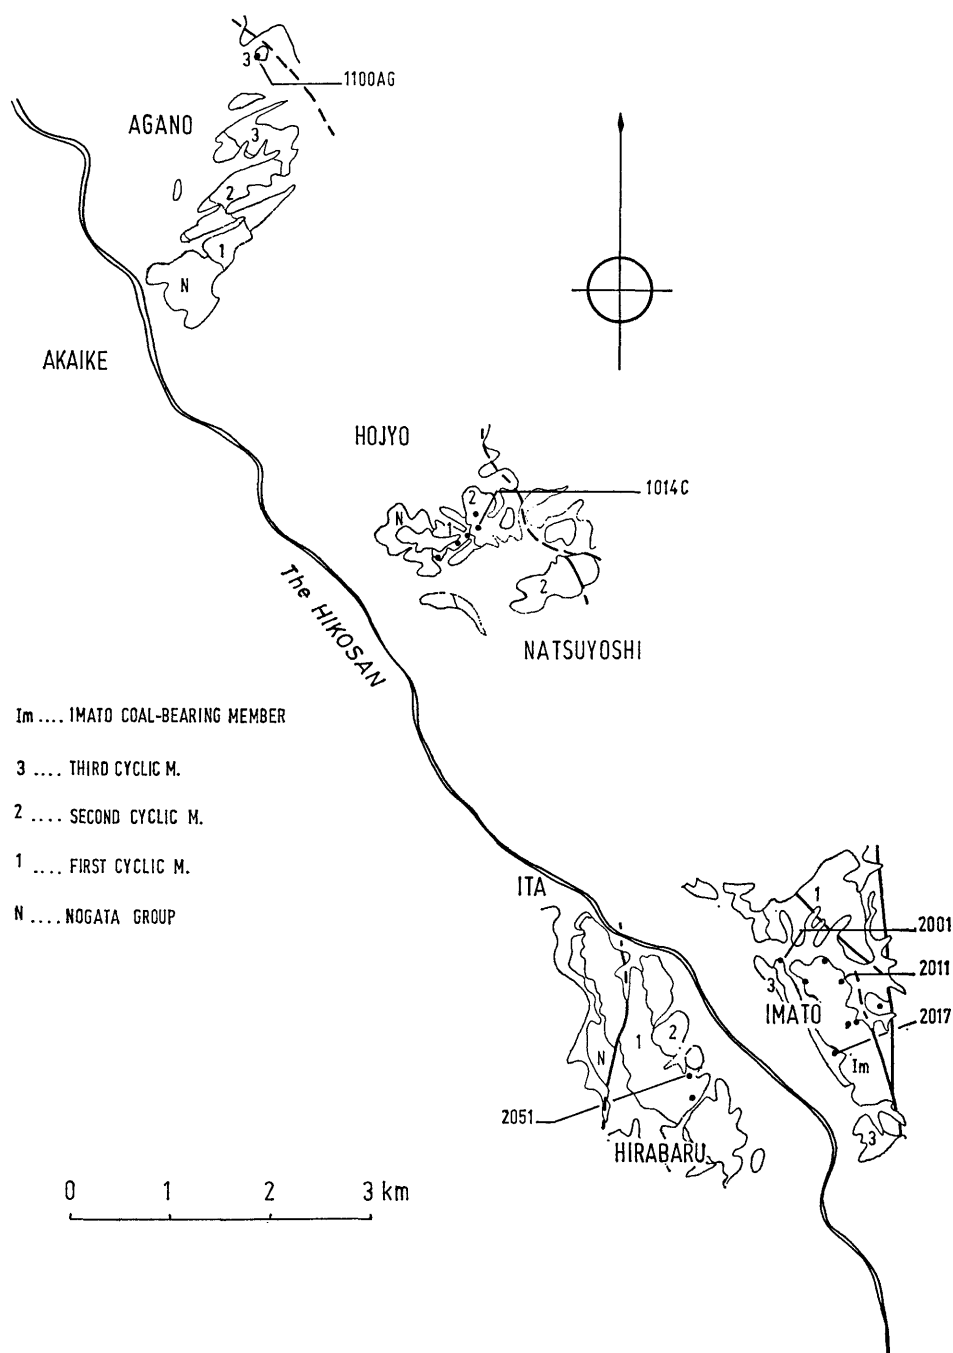 3
1100AG
AGANO
3
2
1
N
AKAIKE
HOJYO
1014C
2
N
1
2
NATSUYOSHI
The HIKOSAN
Im .... IMATO COAL-BEARING MEMBER
3 .... THIRD CYCLIC M.
2 .... SECOND CYCLIC M.
1 .... FIRST CYCLIC M.
N .... NOGATA GROUP
ITA
1
2001
2011
3
IMATO
2017
2
1
N
Im
2051
3
HIRABARU
0 1 2 3 km